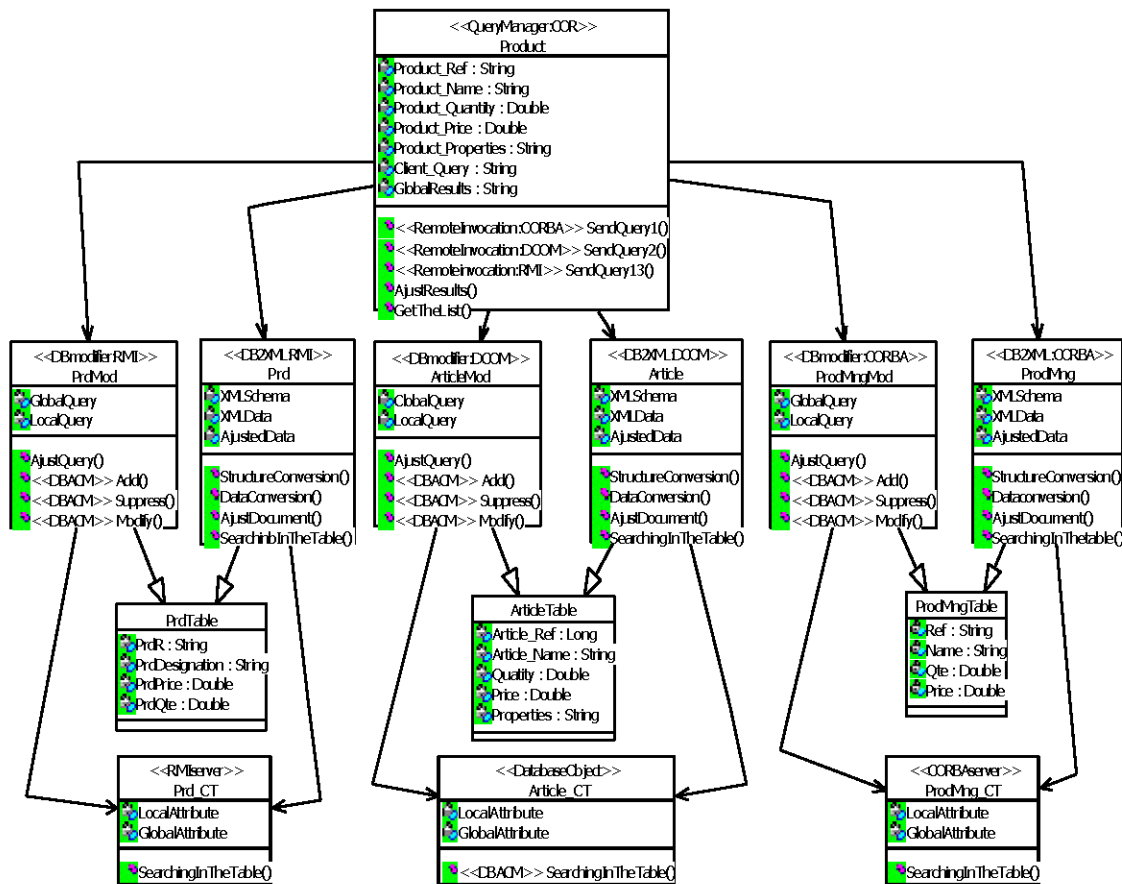 <<QueryManager:COR>>
Product
Product_Ref : String
Product_Name : String
Product_Quantity : Double
Product_Price : Double
Product_Properties : String
Client_Query : String
GlobalResults : String
<<RemoteInvocation:CORBA>> SendQuery1()
<<RemoteInvocation:DCOM>> SendQuery2()
<<Remoteinvocation:RMI>> SendQuery13()
AjustResults()
GetTheList()
<<DBmodifier:RMI>>
PrdMod
GlobalQuery
LocalQuery
AjustQuery()
<<DBACM>> Add()
<<DBACM>> Suppress()
<<DBACM>> Modify()
<<DB2XML:RMI>>
Prd
XMLSchema
XMLData
AjustedData
StructureConversion()
DataConversion()
AjustDocument()
SearchinbInTheTable()
<<DBmodifier:DCOM>>
ArticleMod
GlobalQuery
LocalQuery
AjustQuery()
<<DBACM>> Add()
<<DBACM>> Suppress()
<<DBACM>> Modify()
<<DB2XML:DCOM>>
Article
XMLSchema
XMLData
AjustedData
StructureConversion()
DataConversion()
AjustDocument()
SearchingInTheTable()
<<DBmodifier:CORBA>>
ProdMngMod
GlobalQuery
LocalQuery
AjustQuery()
<<DBACM>> Add()
<<DBACM>> Suppress()
<<DBACM>> Modify()
<<DB2XML:CORBA>>
ProdMng
XMLSchema
XMLData
AjustedData
StructureConversion()
Dataconversion()
AjustDocument()
SearchingInThetable()
PrdTable
PrdR : String
PrdDesignation : String
PrdPrice : Double
PrdQte : Double
ArticleTable
Article_Ref : Long
Article_Name : String
Quatity : Double
Price : Double
Properties : String
ProdMngTable
Ref : String
Name : String
Qte : Double
Price : Double
<<RMIserver>>
Prd_CT
LocalAttribute
GlobalAttribute
SearchingInTheTable()
<<DatabaseObject>>
Article_CT
LocalAttribute
GlobalAttribute
<<DBACM>> SearchingInTheTable()
<<CORBAserver>>
ProdMng_CT
LocalAttribute
GlobalAttribute
SearchingInTheTable()